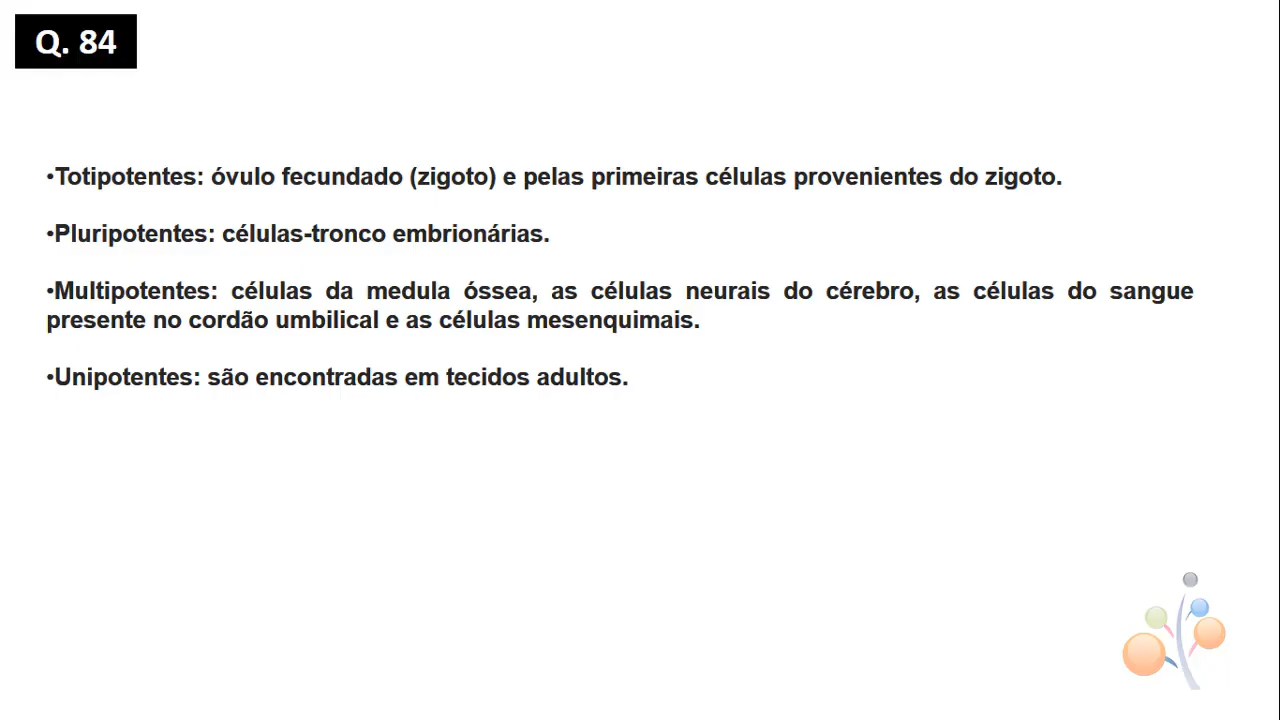 Q. 84
•Totipotentes: óvulo fecundado (zigoto) e pelas primeiras células provenientes do zigoto.
•Pluripotentes: células-tronco embrionárias.
•Multipotentes: células da medula óssea, as células neurais do cérebro, as células do sangue
presente no cordão umbilical e as células mesenquimais.
•Unipotentes: são encontradas em tecidos adultos.